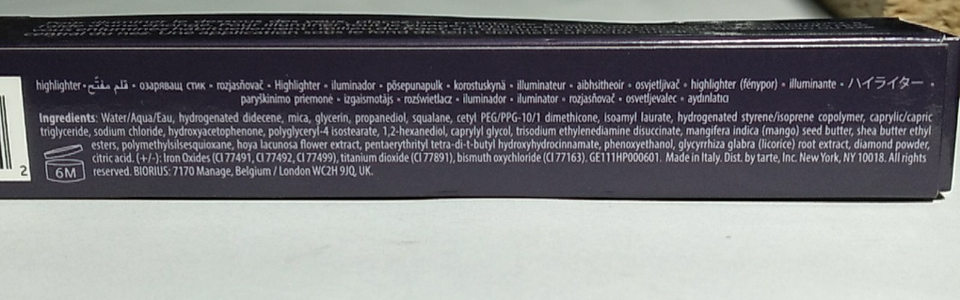 highlighter • قلم مفتّح • озаряващ стик • rozjasňovač • Highlighter • iluminador • põsepunapulk • korostuskynä • illuminateur • aibhsitheoir • osvjetljivač • highlighter (fénypor) • illuminante • ハイライター •
paryškinimo priemonė • izgaismotājs • rozświetlacz • iluminador • iluminator • rozjasňovač • osvetljevalec • aydınlatıcı
Ingredients: Water/Aqua/Eau, hydrogenated didecene, mica, glycerin, propanediol, squalane, cetyl PEG/PPG-10/1 dimethicone, isoamyl laurate, hydrogenated styrene/isoprene copolymer, caprylic/capric
triglyceride, sodium chloride, hydroxyacetophenone, polyglyceryl-4 isostearate, 1,2-hexanediol, caprylyl glycol, trisodium ethylenediamine disuccinate, mangifera indica (mango) seed butter, shea butter ethyl
esters, polymethylsilsesquioxane, hoya lacunosa flower extract, pentaerythrityl tetra-di-t-butyl hydroxyhydrocinnamate, phenoxyethanol, glycyrrhiza glabra (licorice) root extract, diamond powder,
citric acid. (+/-): Iron Oxides (CI 77491, CI 77492, CI 77499), titanium dioxide (CI 77891), bismuth oxychloride (CI 77163). GE111HP000601. Made in Italy. Dist. by tarte, Inc. New York, NY 10018. All rights
reserved. BIORIUS: 7170 Manage, Belgium / London WC2H 9JQ, UK.
6M
2